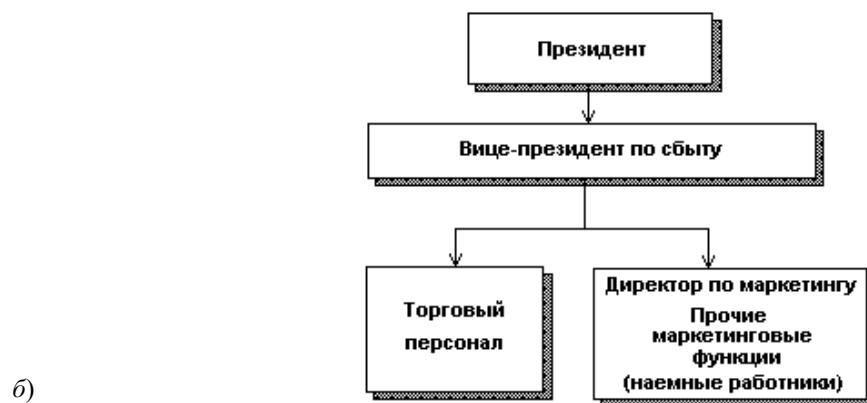 Президент
Вице-президент по сбыту
Торговый
персонал
Директор по маркетингу
Прочие
маркетинговые
функции
(наемные работники)
б)